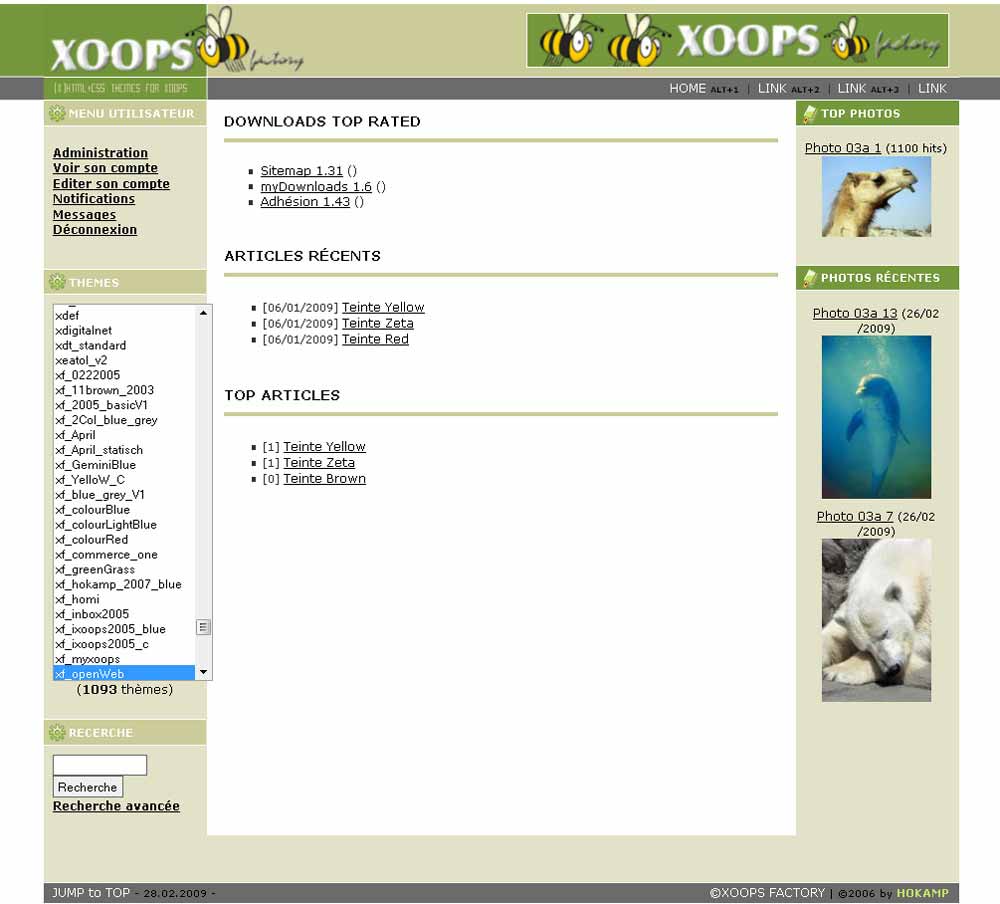 XOOPS factory
XOOPS factory
(X)HTML+CSS THEMES FOR XOOPS
HOME ALT+1 | LINK ALT+2 | LINK ALT+3 | LINK
MENU UTILISATEUR
Administration
Voir son compte
Editer son compte
Notifications
Messages
Déconnexion
THEMES
xdef
xdigitalnet
xdt_standard
xeatol_v2
xf_0222005
xf_11brown_2003
xf_2005_basicV1
xf_2Col_blue_grey
xf_April
xf_April_statisch
xf_GeminiBlue
xf_YelloW_C
xf_blue_grey_V1
xf_colourBlue
xf_colourLightBlue
xf_colourRed
xf_commerce_one
xf_greenGrass
xf_hokamp_2007_blue
xf_homi
xf_inbox2005
xf_ixoops2005_blue
xf_ixoops2005_c
xf_myxoops
xf_openWeb
(1093 thèmes)
RECERCHE
Recherche
Recherche avancée
DOWNLOADS TOP RATED
Sitemap 1.31 ()
myDownloads 1.6 ()
Adhésion 1.43 ()
ARTICLES RÉCENTS
[06/01/2009] Teinte Yellow
[06/01/2009] Teinte Zeta
[06/01/2009] Teinte Red
TOP ARTICLES
[1] Teinte Yellow
[1] Teinte Zeta
[0] Teinte Brown
TOP PHOTOS
Photo 03a 1 (1100 hits)
PHOTOS RÉCENTES
Photo 03a 13 (26/02
/2009)
Photo 03a 7 (26/02
/2009)
JUMP to TOP - 28.02.2009 -
©XOOPS FACTORY | ©2006 by HOKAMP